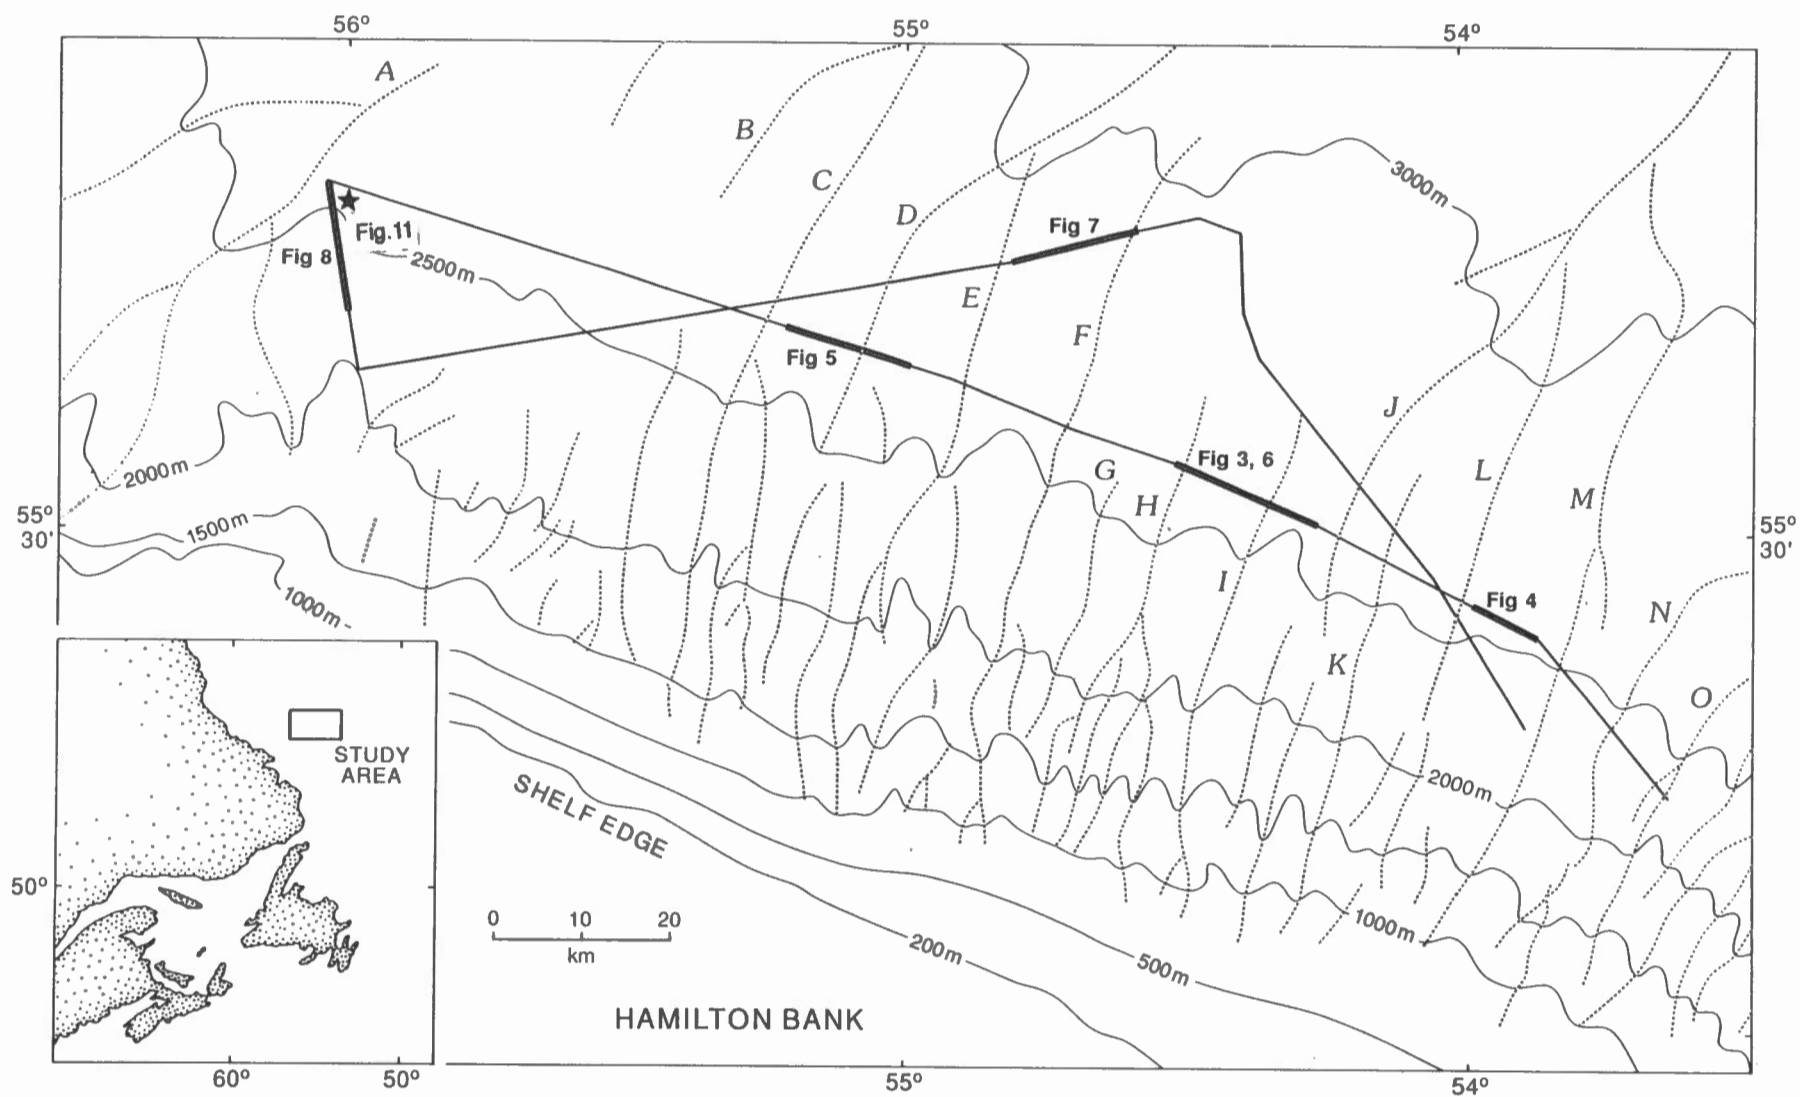 56°
55°
54°
A
B
C
D
E
F
3000m
Fig.11
Fig 8
2500m
Fig 7
Fig 5
J
G
H
Fig 3, 6
L
M
2000m
1500m
55°
30'
55°
30'
I
1000m
Fig 4
N
K
O
STUDY
AREA
2000m
SHELF EDGE
50°
0 10 20
km
1000m
200m
500m
HAMILTON BANK
60° 50°
55°
54°